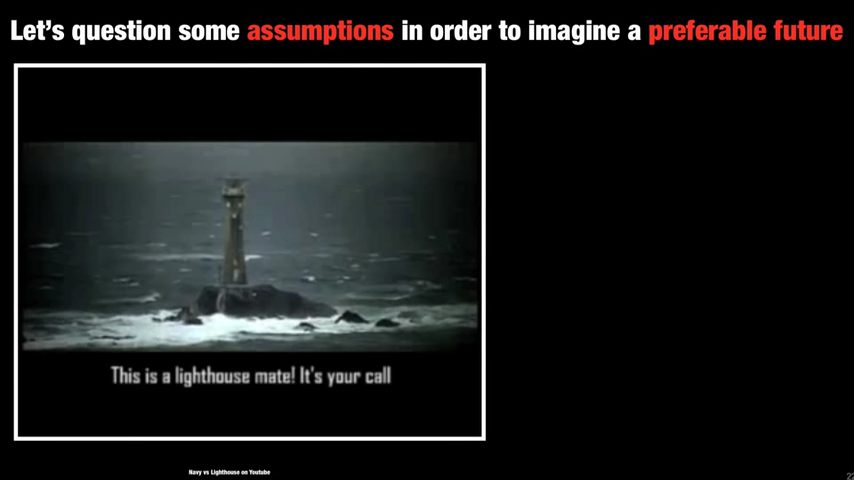 Let's question some assumptions in order to imagine a preferable future
This is a lighthouse mate! It's your call
Navy vs Lighthouse on Youtube